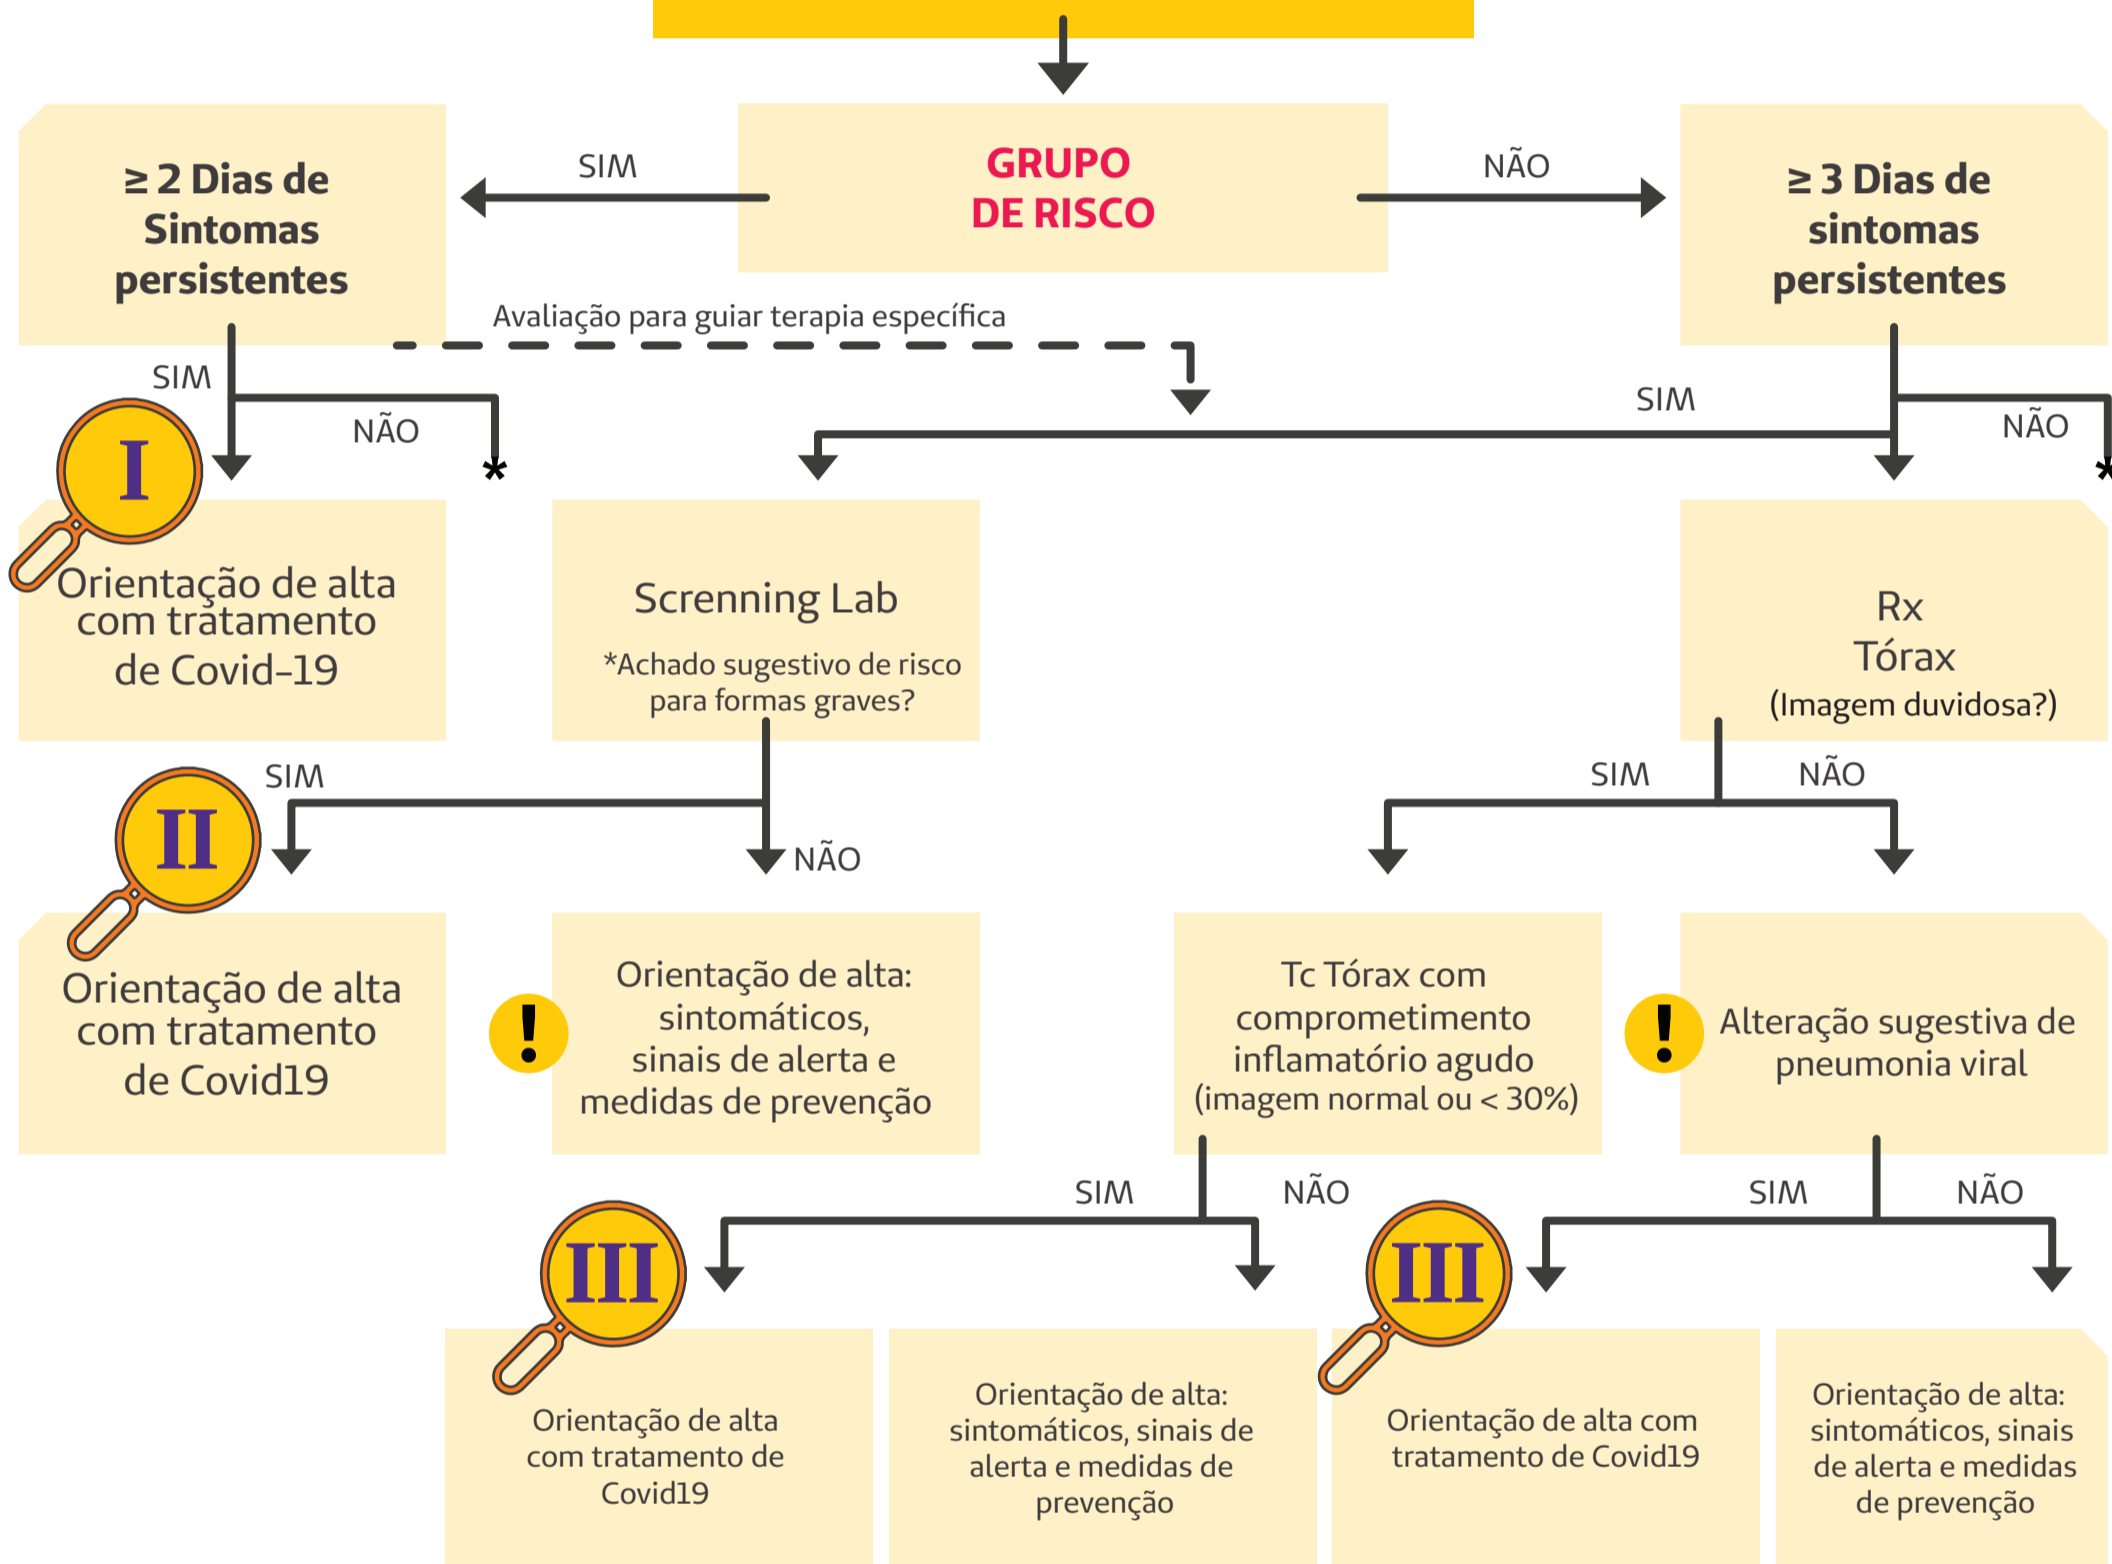 ≥ 2 Dias de
Sintomas
persistentes
SIM
GRUPO
DE RISCO
NÃO
≥ 3 Dias de
sintomas
persistentes
Avaliação para guiar terapia específica
SIM
NÃO
*
SIM
NÃO
*
I
Orientação de alta
com tratamento
de Covid-19
Screnning Lab
*Achado sugestivo de risco
para formas graves?
Rx
Tórax
(Imagem duvidosa?)
SIM
NÃO
SIM
NÃO
II
Orientação de alta
com tratamento
de Covid19
!
Orientação de alta:
sintomáticos,
sinais de alerta e
medidas de prevenção
Tc Tórax com
comprometimento
inflamatório agudo
(imagem normal ou < 30%)
!
Alteração sugestiva de
pneumonia viral
SIM
NÃO
SIM
NÃO
III
Orientação de alta
com tratamento de
Covid19
Orientação de alta:
sintomáticos, sinais de
alerta e medidas de
prevenção
III
Orientação de alta com
tratamento de Covid19
Orientação de alta:
sintomáticos, sinais
de alerta e medidas
de prevenção